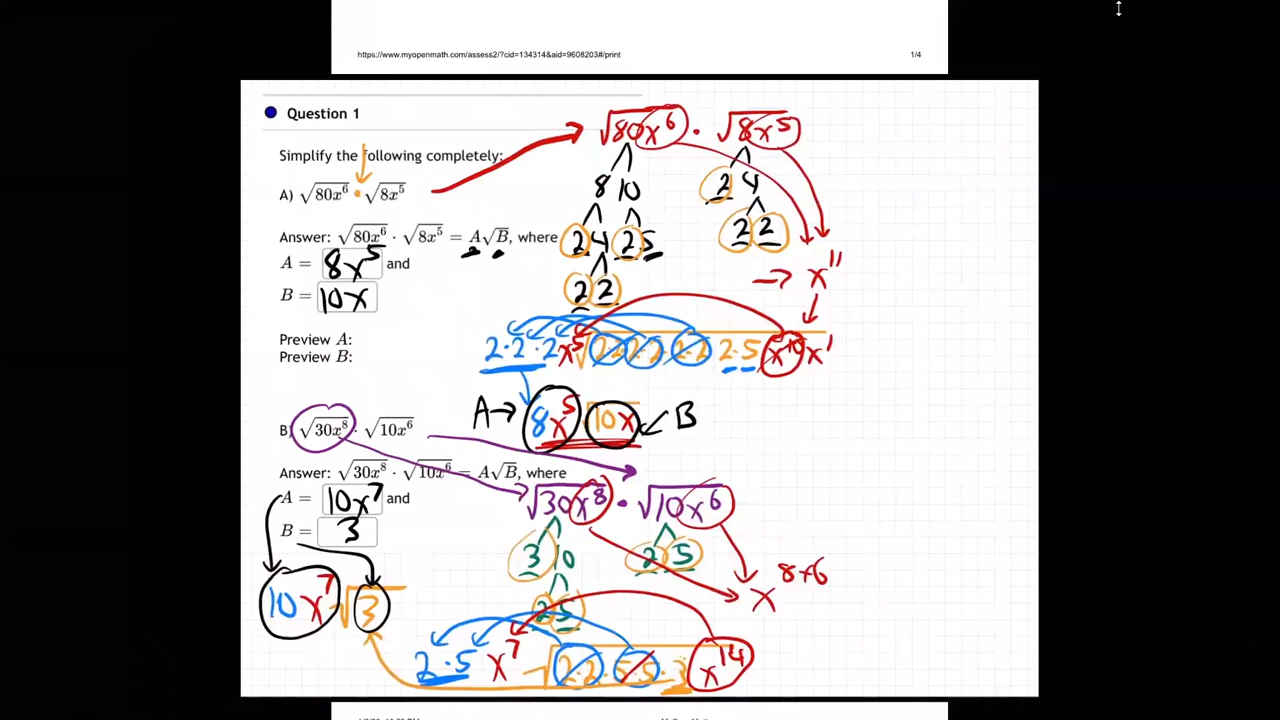 https://www.myopenmath.com/assess2/?cid=134314&aid=9608203#/print 1/4
Question 1
Simplify the following completely:
A) √80x⁶ · √8x⁵
Answer: √80x⁶ · √8x⁵ = A√B, where
A = 8x⁵ and
B = 10x
Preview A:
Preview B:
√80x⁶ · √8x⁵
8 10 2 4
2 4 2 5 2 2
2 2
→ x¹¹
2·2·2x⁵ √2·2·2·2·2·2·2·5 x¹⁰ x¹
A→ 8x⁵ √10x ← B
B) √30x⁸ · √10x⁶
Answer: √30x⁸ · √10x⁶ = A√B, where
A = 10x⁷ and
B = 3
10x⁷ √3
√30x⁸ · √10x⁶
3 10 2 5
2 5
x⁸⁺⁶
2·5 x⁷ √2·2·5·5·3 x¹⁴